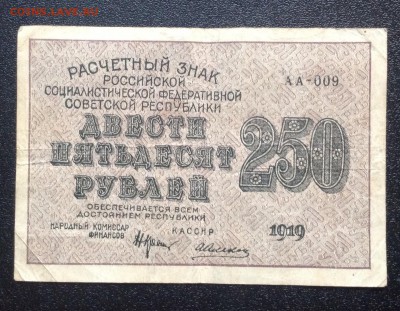 РАСЧЕТНЫЙ ЗНАК
РОССИЙСКОЙ
СОЦИАЛИСТИЧЕСКОЙ ФЕДЕРАТИВНОЙ
СОВЕТСКОЙ РЕСПУБЛИКИ
АА-009
ДВЕСТИ
ПЯТЬДЕСЯТ
РУБЛЕЙ
250
ОБЕСПЕЧИВАЕТСЯ ВСЕМ
ДОСТОЯНИЕМ РЕСПУБЛИКИ
НАРОДНЫЙ КОМИССАР
ФИНАНСОВ
КАССИР
1919